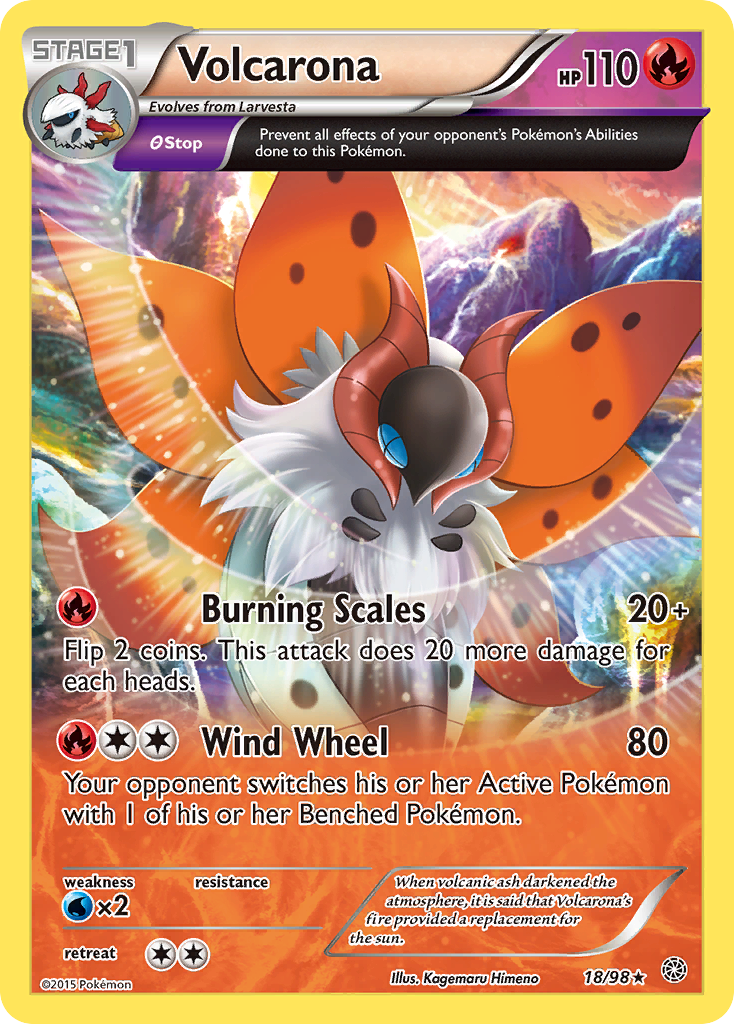 STAGE1
Volcarona
HP110
Evolves from Larvesta
θStop
Prevent all effects of your opponent's Pokémon's Abilities
done to this Pokémon.
Burning Scales 20+
Flip 2 coins. This attack does 20 more damage for
each heads.
Wind Wheel 80
Your opponent switches his or her Active Pokémon
with 1 of his or her Benched Pokémon.
weakness resistance
×2
retreat
When volcanic ash darkened the
atmosphere, it is said that Volcarona's
fire provided a replacement for
the sun.
©2015 Pokémon
Illus. Kagemaru Himeno
18/98★